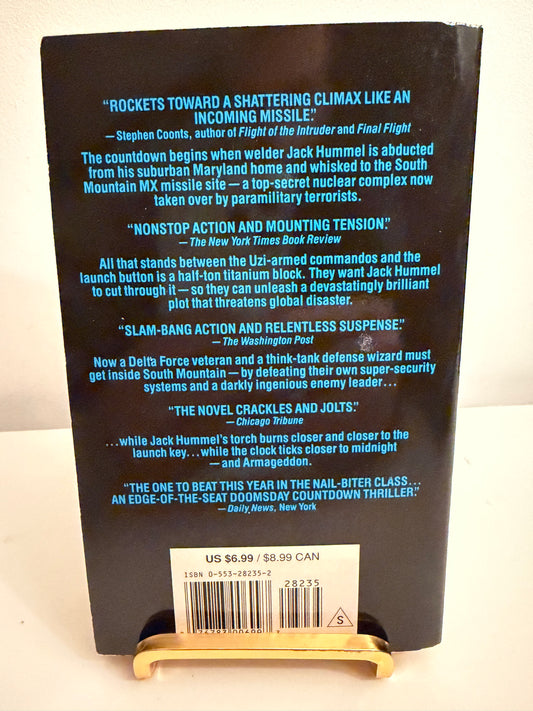 “ROCKETS TOWARD A SHATTERING CLIMAX LIKE AN
INCOMING MISSILE.”
— Stephen Coonts, author of Flight of the Intruder and Final Flight
The countdown begins when welder Jack Hummel is abducted
from his suburban Maryland home and whisked to the South
Mountain MX missile site — a top-secret nuclear complex now
taken over by paramilitary terrorists.
“NONSTOP ACTION AND MOUNTING TENSION.”
— The New York Times Book Review
All that stands between the Uzi-armed commandos and the
launch button is a half-ton titanium block. They want Jack Hummel
to cut through it — so they can unleash a devastatingly brilliant
plot that threatens global disaster.
“SLAM-BANG ACTION AND RELENTLESS SUSPENSE.”
— The Washington Post
Now a Delta Force veteran and a think-tank defense wizard must
get inside South Mountain — by defeating their own super-security
systems and a darkly ingenious enemy leader...
“THE NOVEL CRACKLES AND JOLTS.”
— Chicago Tribune
...while Jack Hummel's torch burns closer and closer to the
launch key...while the clock ticks closer to midnight
— and Armageddon.
“THE ONE TO BEAT THIS YEAR IN THE NAIL-BITER CLASS...
AN EDGE-OF-THE-SEAT DOOMSDAY COUNTDOWN THRILLER.”
— Daily News, New York
US $6.99 / $8.99 CAN
ISBN 0-553-28235-2
28235
S